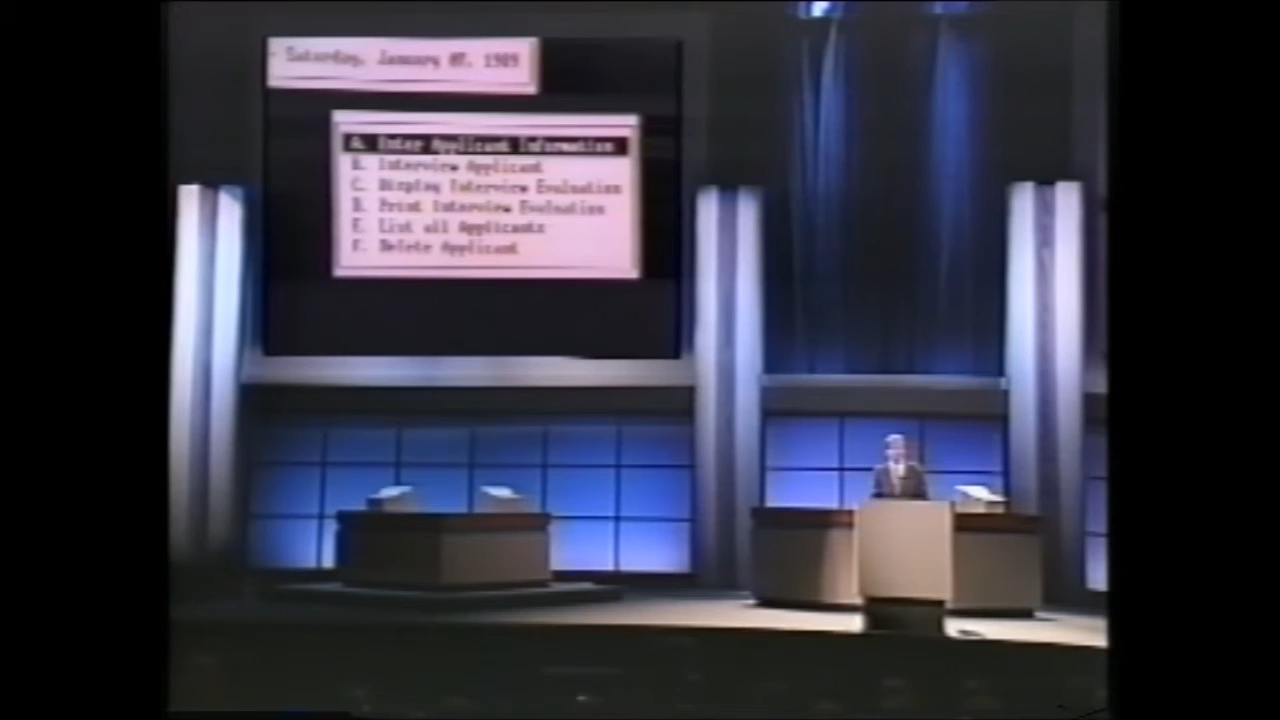 Saturday, January 07, 1989
A. Enter Applicant Information
B. Interview Applicant
C. Display Interview Evaluation
D. Print Interview Evaluation
E. List all Applicants
F. Delete Applicant